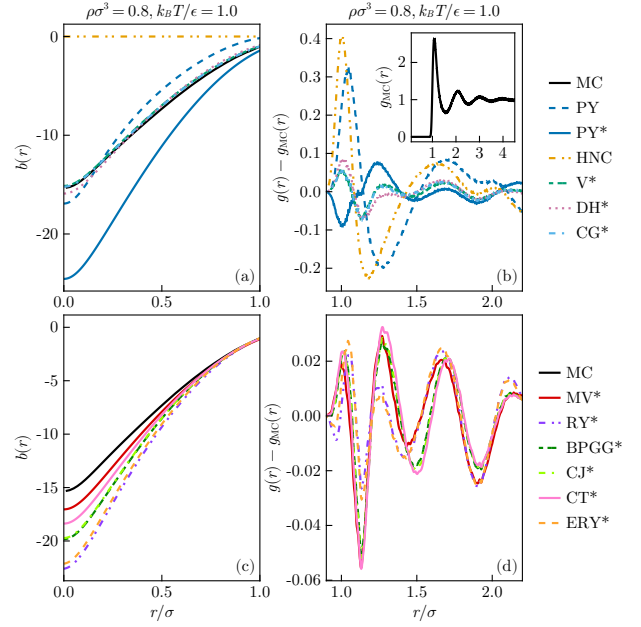 ρσ³ = 0.8, k_BT/ϵ = 1.0
ρσ³ = 0.8, k_BT/ϵ = 1.0
b(r)
0
−10
−20
0.0
0.5
1.0
(a)
g(r) − g_MC(r)
0.4
0.3
0.2
0.1
0.0
−0.1
−0.2
1.0
1.5
2.0
(b)
g_MC(r)
2
1
0
1
2
3
4
MC
PY
PY*
HNC
V*
DH*
CG*
b(r)
0
−5
−10
−15
−20
0.0
0.5
1.0
r/σ
(c)
g(r) − g_MC(r)
0.02
0.00
−0.02
−0.04
−0.06
1.0
1.5
2.0
r/σ
(d)
MC
MV*
RY*
BPGG*
CJ*
CT*
ERY*